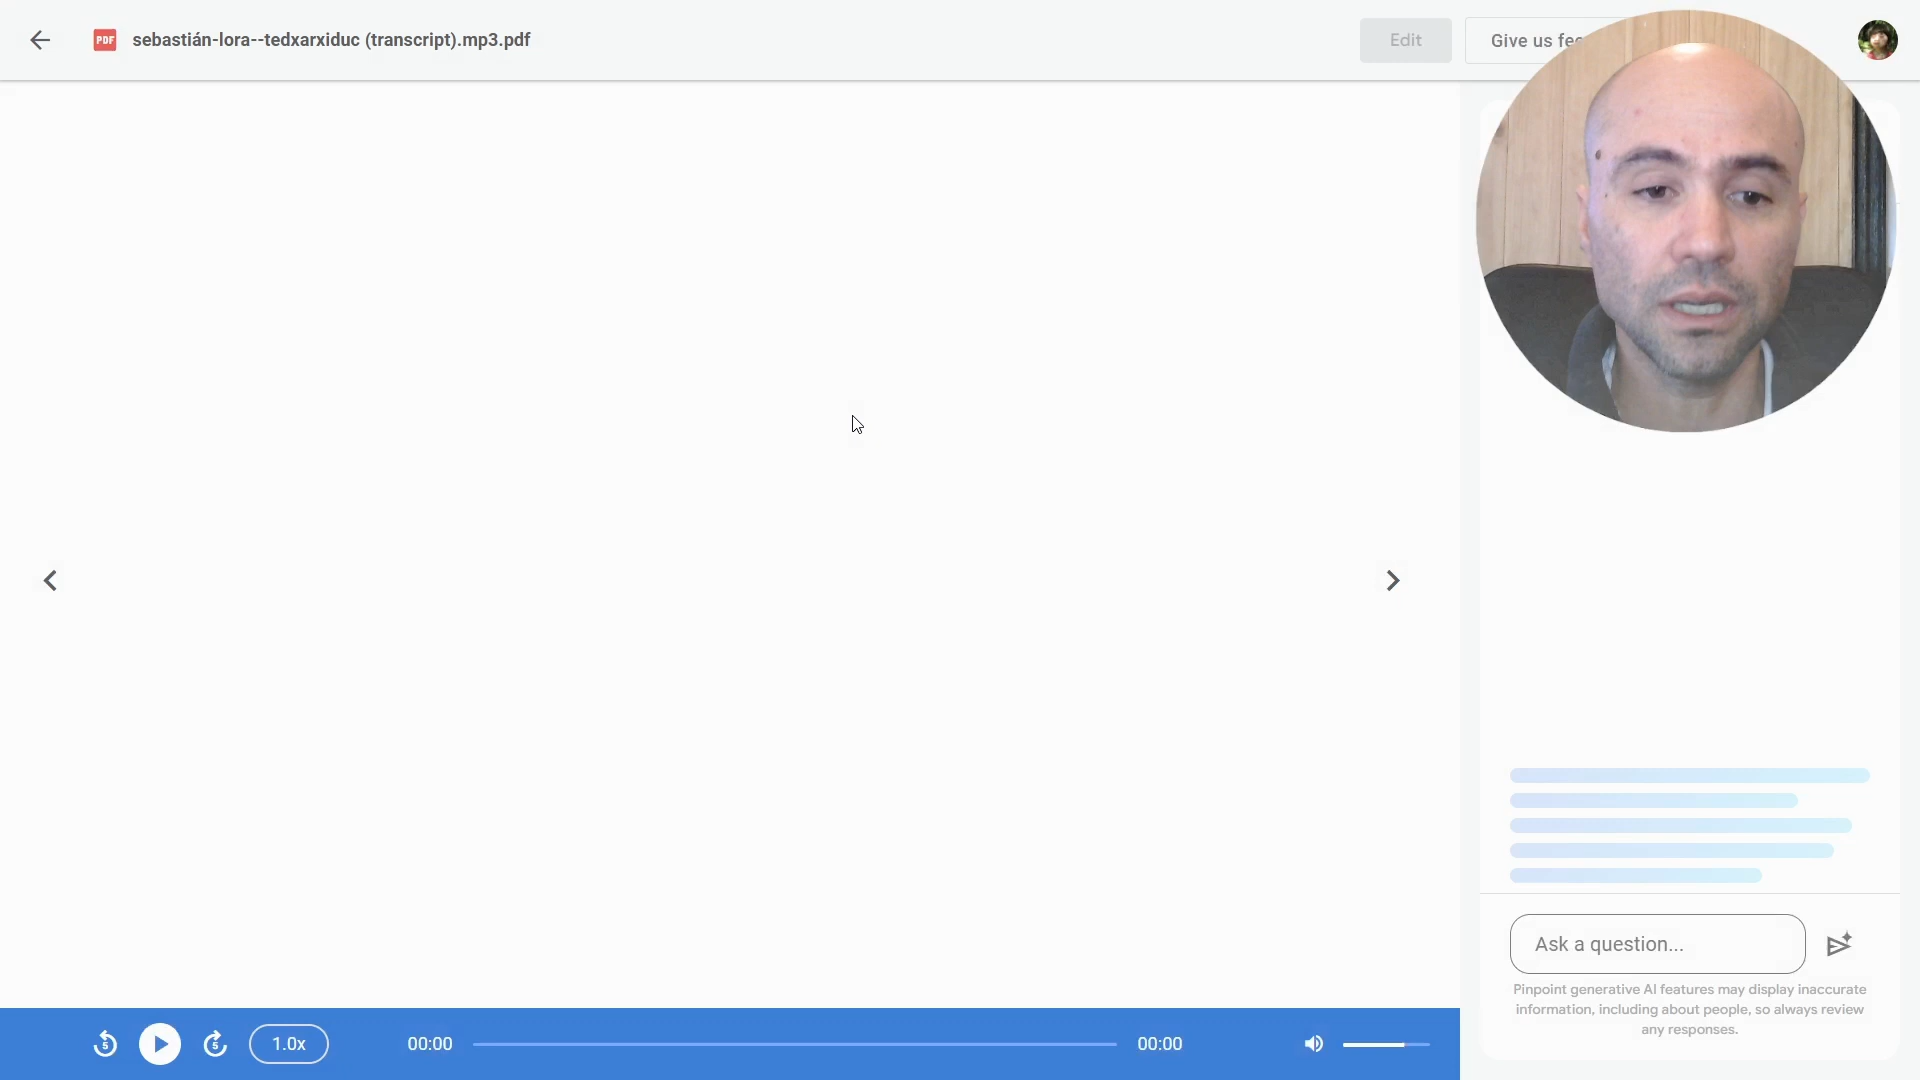 PDF
sebastián-lora--tedxarxiduc (transcript).mp3.pdf
Edit
Give us fee
5
5
1.0x
00:00
00:00
Ask a question...
Pinpoint generative AI features may display inaccurate
information, including about people, so always review
any responses.